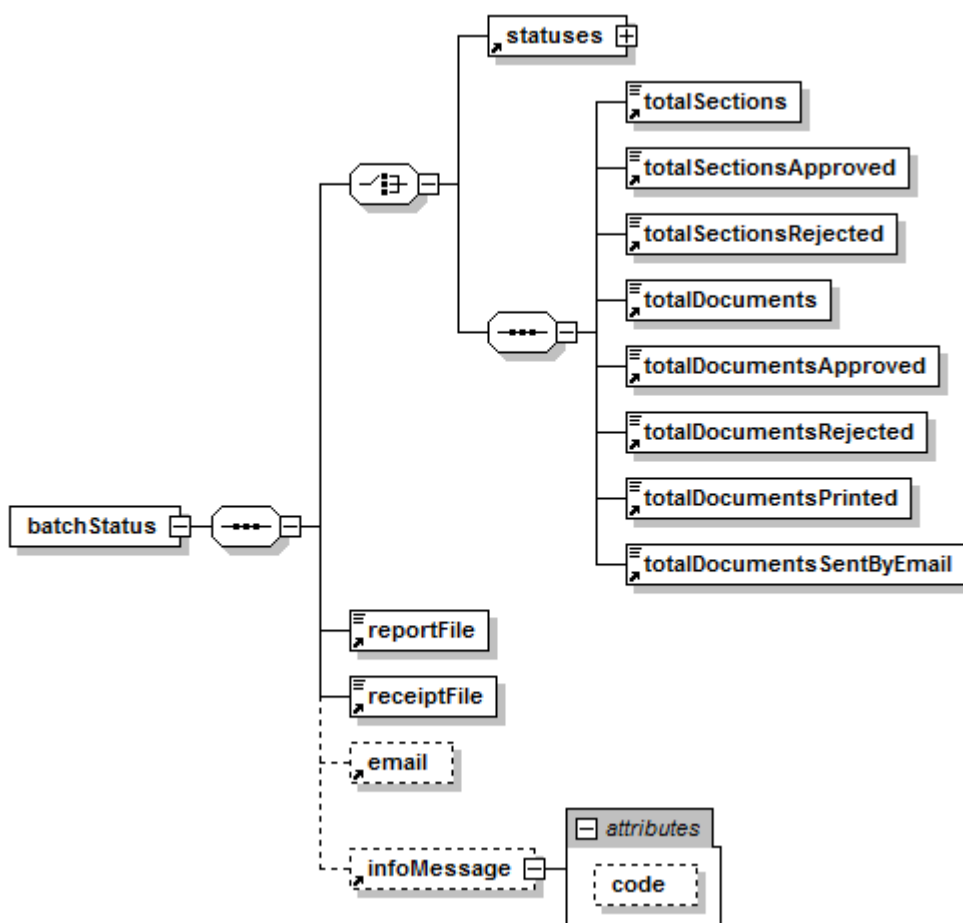 statuses
totalSections
totalSectionsApproved
totalSectionsRejected
totalDocuments
totalDocumentsApproved
totalDocumentsRejected
totalDocumentsPrinted
batchStatus
totalDocumentsSentByEmail
reportFile
receiptFile
email
attributes
infoMessage
code